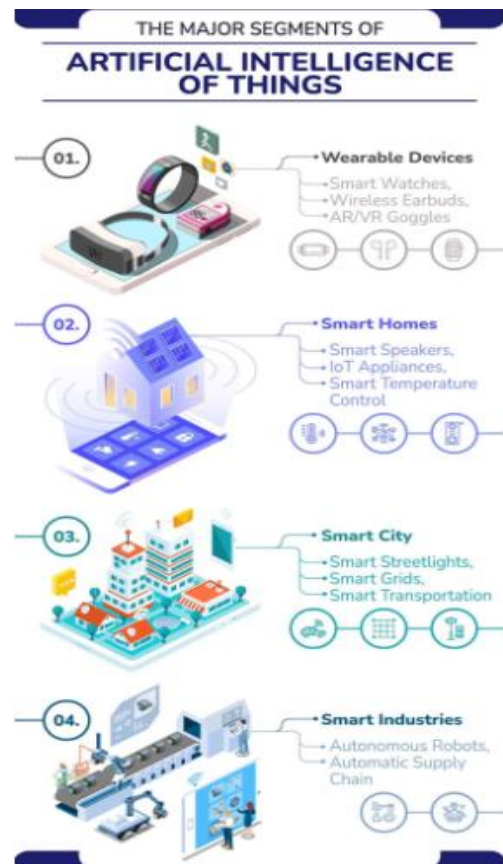 THE MAJOR SEGMENTS OF
ARTIFICIAL INTELLIGENCE
OF THINGS
01.
Wearable Devices
Smart Watches,
Wireless Earbuds,
AR/VR Goggles
02.
Smart Homes
Smart Speakers,
IoT Appliances,
Smart Temperature
Control
03.
Smart City
Smart Streetlights,
Smart Grids,
Smart Transportation
04.
Smart Industries
Autonomous Robots,
Automatic Supply
Chain